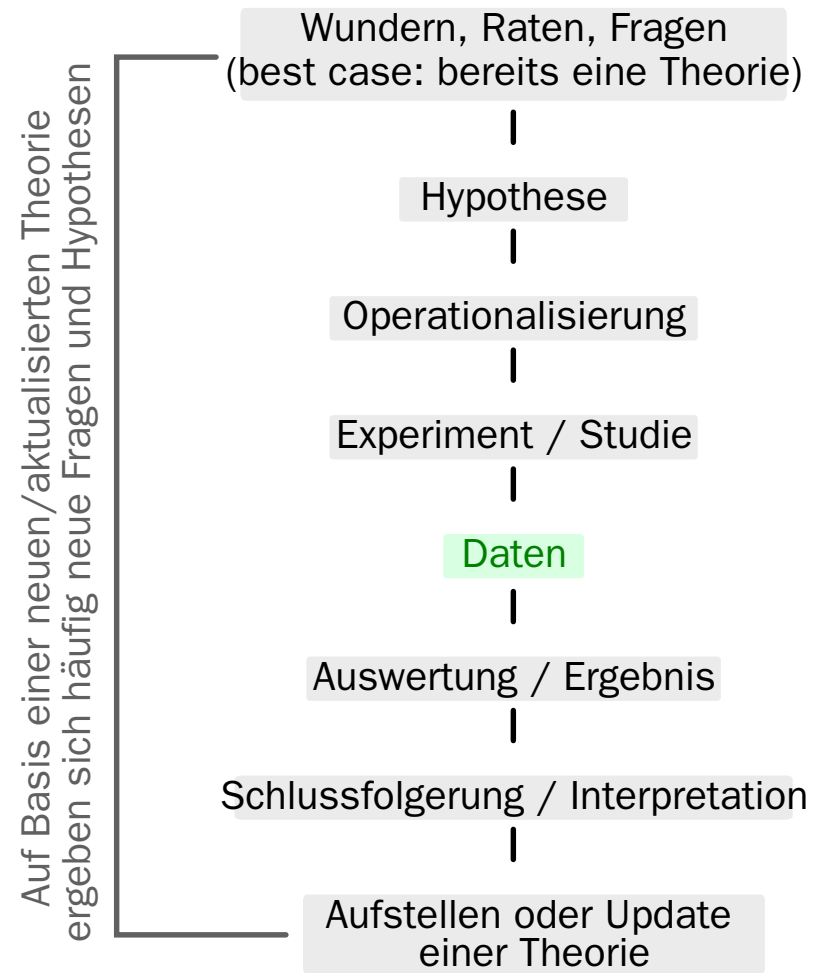 Wundern, Raten, Fragen
(best case: bereits eine Theorie)
Hypothese
Operationalisierung
Experiment / Studie
Daten
Auswertung / Ergebnis
Schlussfolgerung / Interpretation
Aufstellen oder Update
einer Theorie
Auf Basis einer neuen/aktualisierten Theorie
ergeben sich häufig neue Fragen und Hypothesen